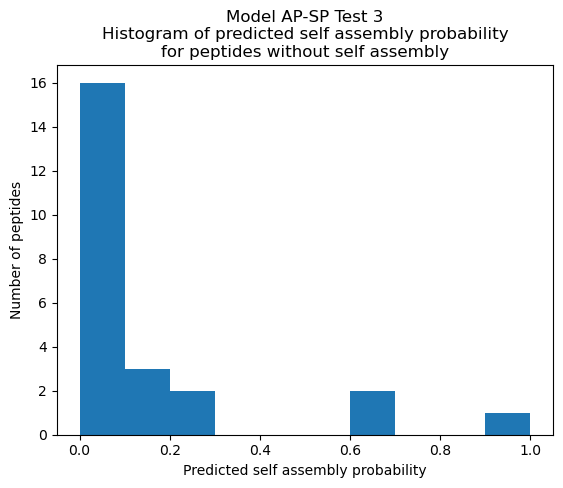 Model AP-SP Test 3
Histogram of predicted self assembly probability
for peptides without self assembly
16
14
12
10
8
6
4
2
0
Number of peptides
0.0 0.2 0.4 0.6 0.8 1.0
Predicted self assembly probability